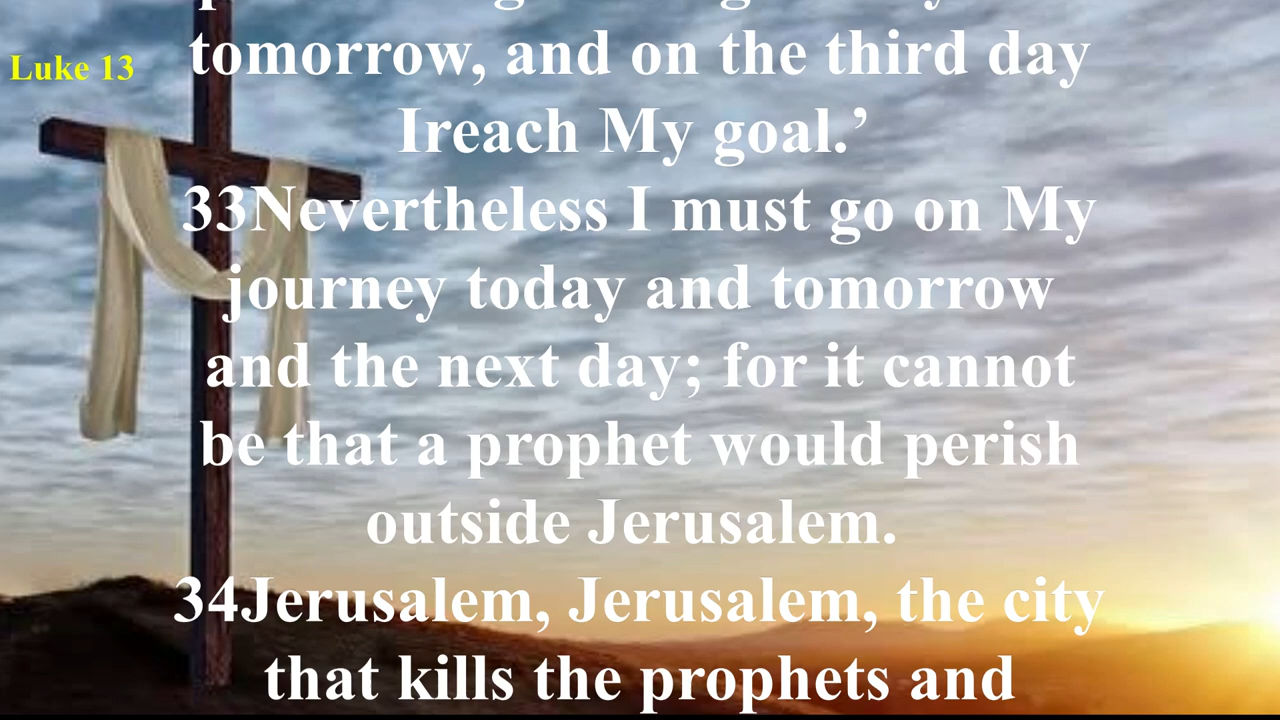 Luke 13
tomorrow, and on the third day
Ireach My goal.’
33Nevertheless I must go on My
journey today and tomorrow
and the next day; for it cannot
be that a prophet would perish
outside Jerusalem.
34Jerusalem, Jerusalem, the city
that kills the prophets and